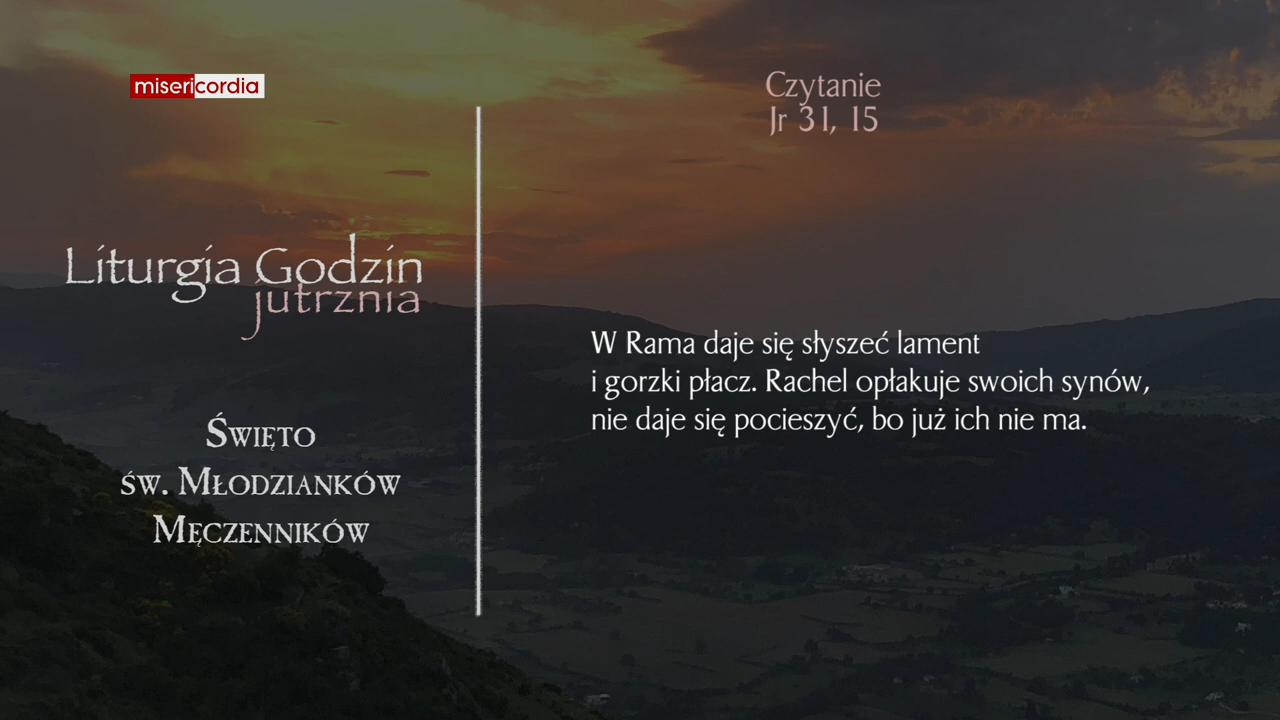 misericordia
Liturgia Godzin
jutrznia
Święto
św. Młodzianków
Męczenników
Czytanie
Jr 31, 15
W Rama daje się słyszeć lament
i gorzki płacz. Rachel opłakuje swoich synów,
nie daje się pocieszyć, bo już ich nie ma.